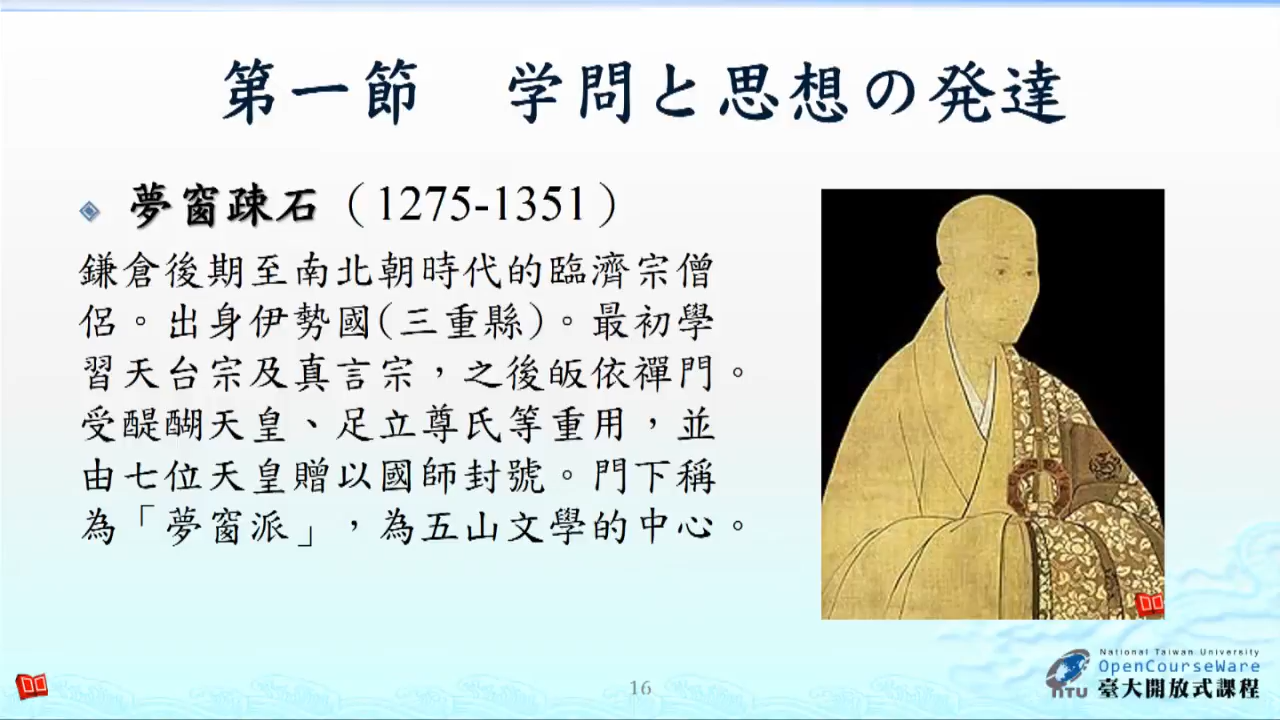 第一節 学問と思想の発達
夢窗疎石（1275-1351）
鎌倉後期至南北朝時代的臨濟宗僧
侶。出身伊勢國(三重縣)。最初學
習天台宗及真言宗，之後皈依禪門。
受醍醐天皇、足立尊氏等重用，並
由七位天皇贈以國師封號。門下稱
為「夢窗派」，為五山文學的中心。
16
National Taiwan University
OpenCourseWare
NTU 臺大開放式課程